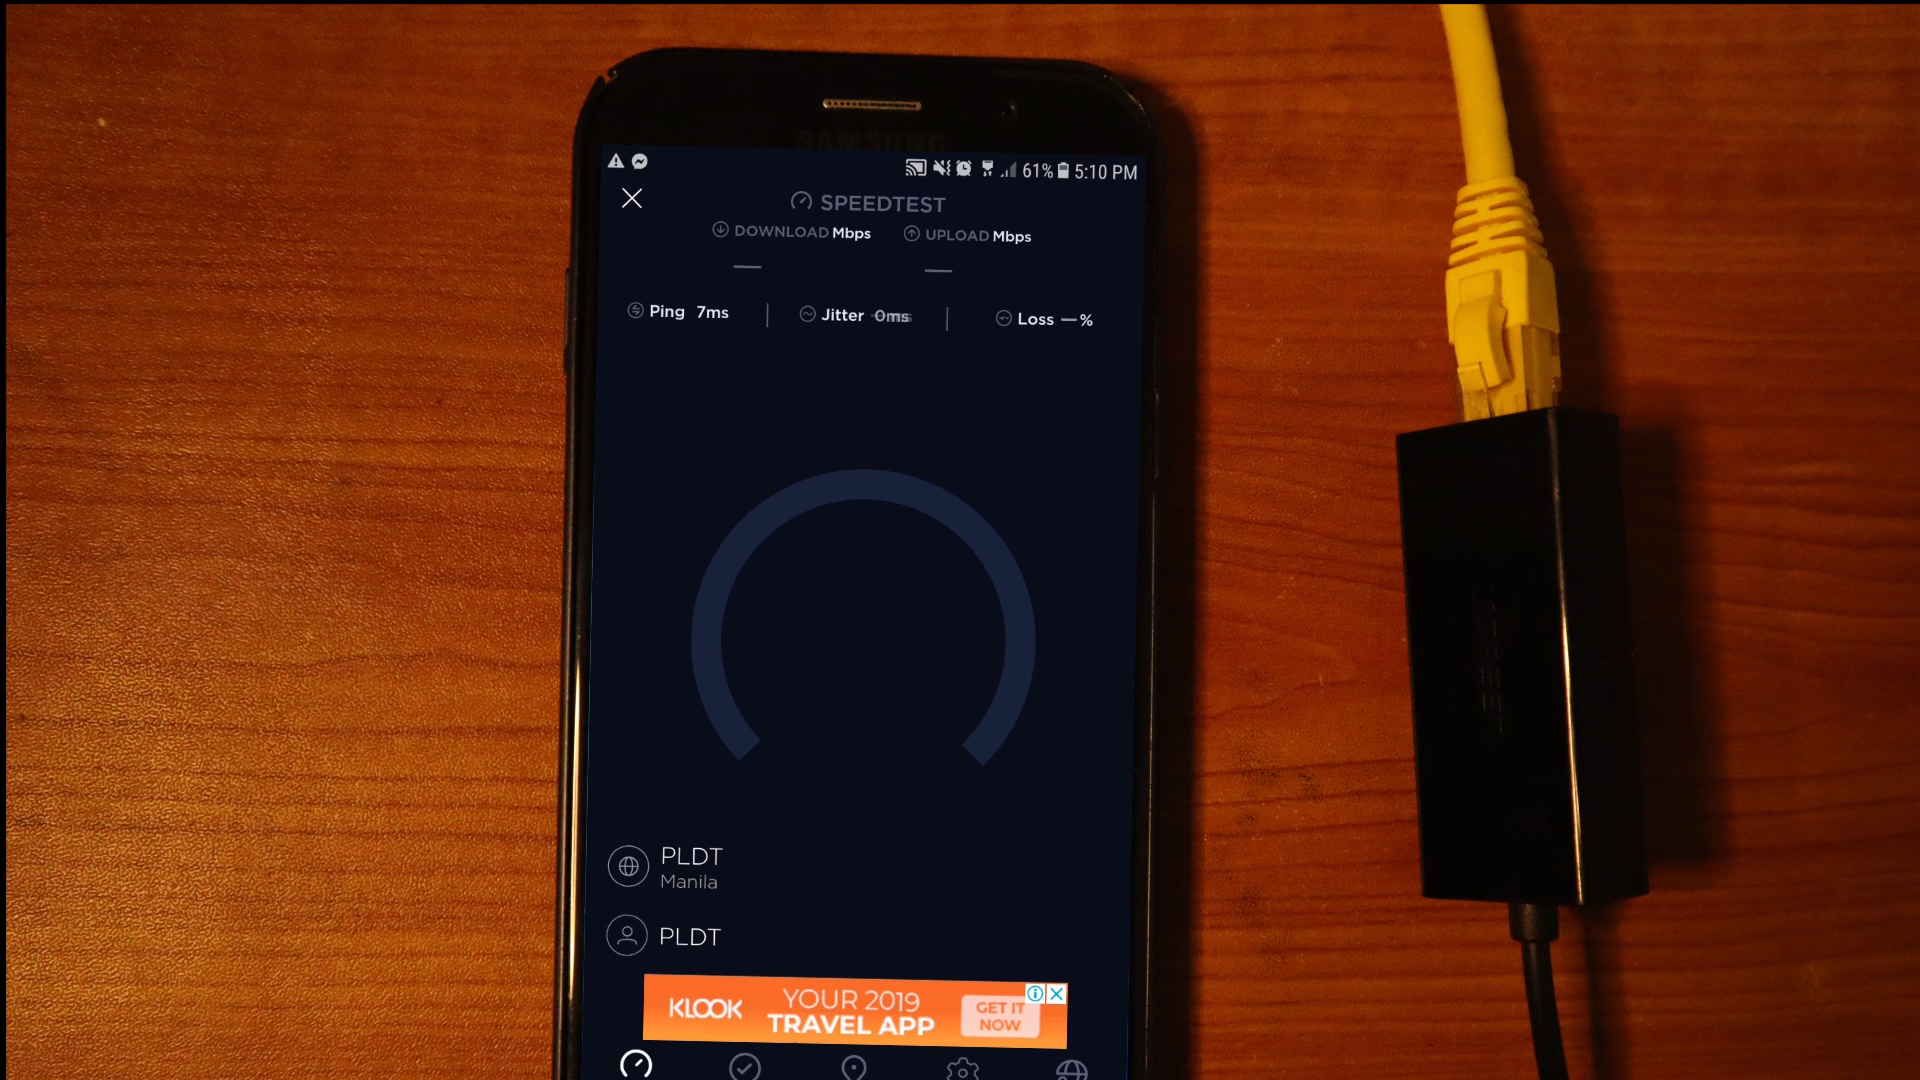 SAMSUNG
61% 5:10 PM
SPEEDTEST
DOWNLOAD Mbps UPLOAD Mbps
— —
Ping 7ms | Jitter 0ms | Loss — %
PLDT
Manila
PLDT
KLOOK YOUR 2019 TRAVEL APP GET IT NOW